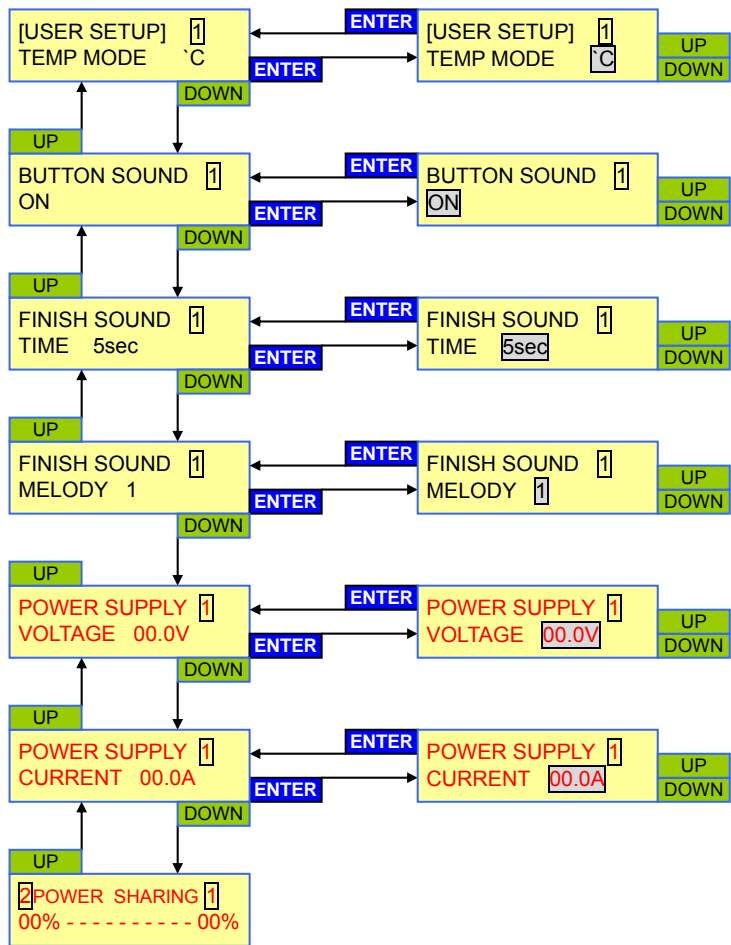 ENTER
[USER SETUP] 1
TEMP MODE `C
[USER SETUP] 1
TEMP MODE `C
UP
DOWN
ENTER
DOWN
UP
ENTER
BUTTON SOUND 1
ON
BUTTON SOUND 1
ON
UP
DOWN
ENTER
DOWN
UP
ENTER
FINISH SOUND 1
TIME 5sec
FINISH SOUND 1
TIME 5sec
UP
DOWN
ENTER
DOWN
UP
ENTER
FINISH SOUND 1
MELODY 1
FINISH SOUND 1
MELODY 1
UP
DOWN
ENTER
DOWN
UP
ENTER
POWER SUPPLY 1
VOLTAGE 00.0V
POWER SUPPLY 1
VOLTAGE 00.0V
UP
DOWN
ENTER
DOWN
UP
ENTER
POWER SUPPLY 1
CURRENT 00.0A
POWER SUPPLY 1
CURRENT 00.0A
UP
DOWN
ENTER
DOWN
UP
2POWER SHARING 1
00% - - - - - - - - - - 00%